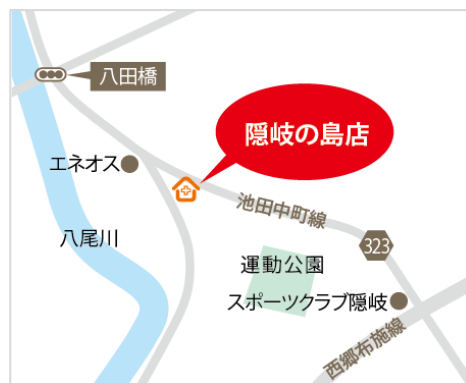 八田橋
隠岐の島店
エネオス
池田中町線
八尾川
323
運動公園
スポーツクラブ隠岐
西郷布施線